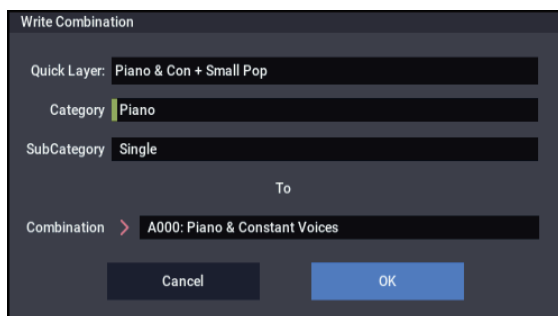 Write Combination
Quick Layer: Piano & Con + Small Pop
Category Piano
SubCategory Single
To
Combination > A000: Piano & Constant Voices
Cancel OK